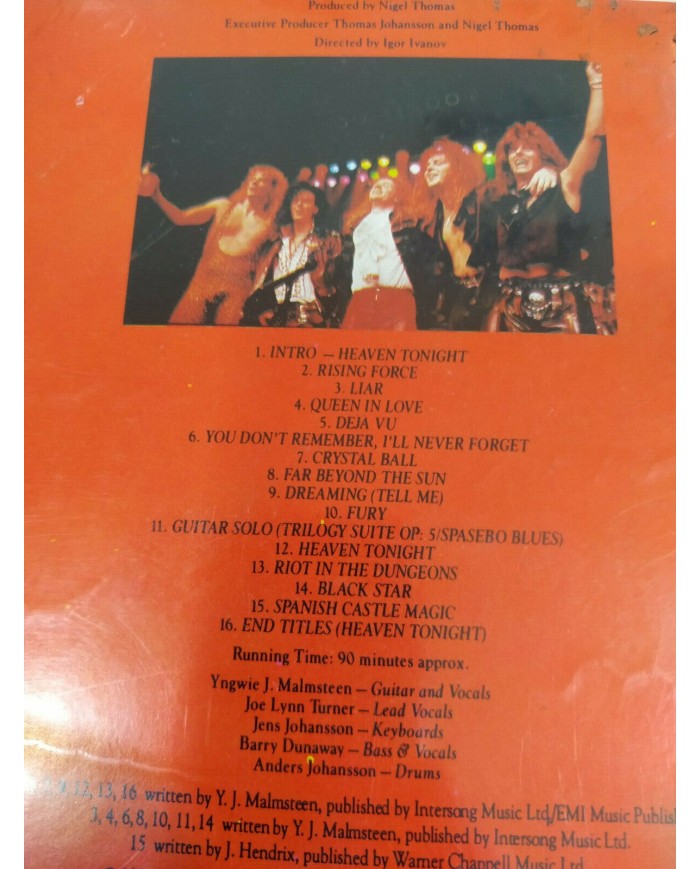 Produced by Nigel Thomas
Executive Producer Thomas Johansson and Nigel Thomas
Directed by Igor Ivanov
1. INTRO – HEAVEN TONIGHT
2. RISING FORCE
3. LIAR
4. QUEEN IN LOVE
5. DEJA VU
6. YOU DON'T REMEMBER, I'LL NEVER FORGET
7. CRYSTAL BALL
8. FAR BEYOND THE SUN
9. DREAMING (TELL ME)
10. FURY
11. GUITAR SOLO (TRILOGY SUITE OP: 5/SPASEBO BLUES)
12. HEAVEN TONIGHT
13. RIOT IN THE DUNGEONS
14. BLACK STAR
15. SPANISH CASTLE MAGIC
16. END TITLES (HEAVEN TONIGHT)
Running Time: 90 minutes approx.
Yngwie J. Malmsteen – Guitar and Vocals
Joe Lynn Turner – Lead Vocals
Jens Johansson – Keyboards
Barry Dunaway – Bass & Vocals
Anders Johansson – Drums
9, 12, 13, 16 written by Y. J. Malmsteen, published by Intersong Music Ltd/EMI Music Publis
3, 4, 6, 8, 10, 11, 14 written by Y. J. Malmsteen, published by Intersong Music Ltd.
15 written by J. Hendrix, published by Warner Chappell Music Ltd